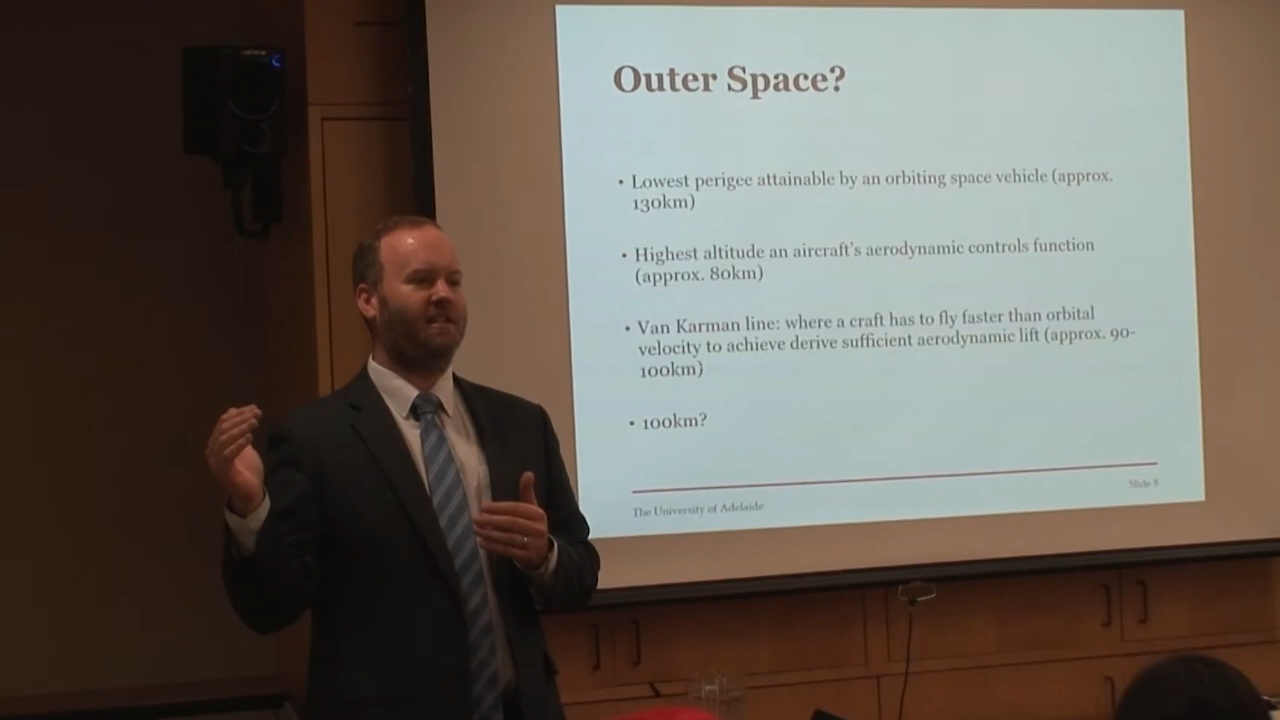 Outer Space?
• Lowest perigee attainable by an orbiting space vehicle (approx.
130km)
• Highest altitude an aircraft's aerodynamic controls function
(approx. 80km)
• Van Karman line: where a craft has to fly faster than orbital
velocity to achieve derive sufficient aerodynamic lift (approx. 90-
100km)
• 100km?
Slide 8
The University of Adelaide